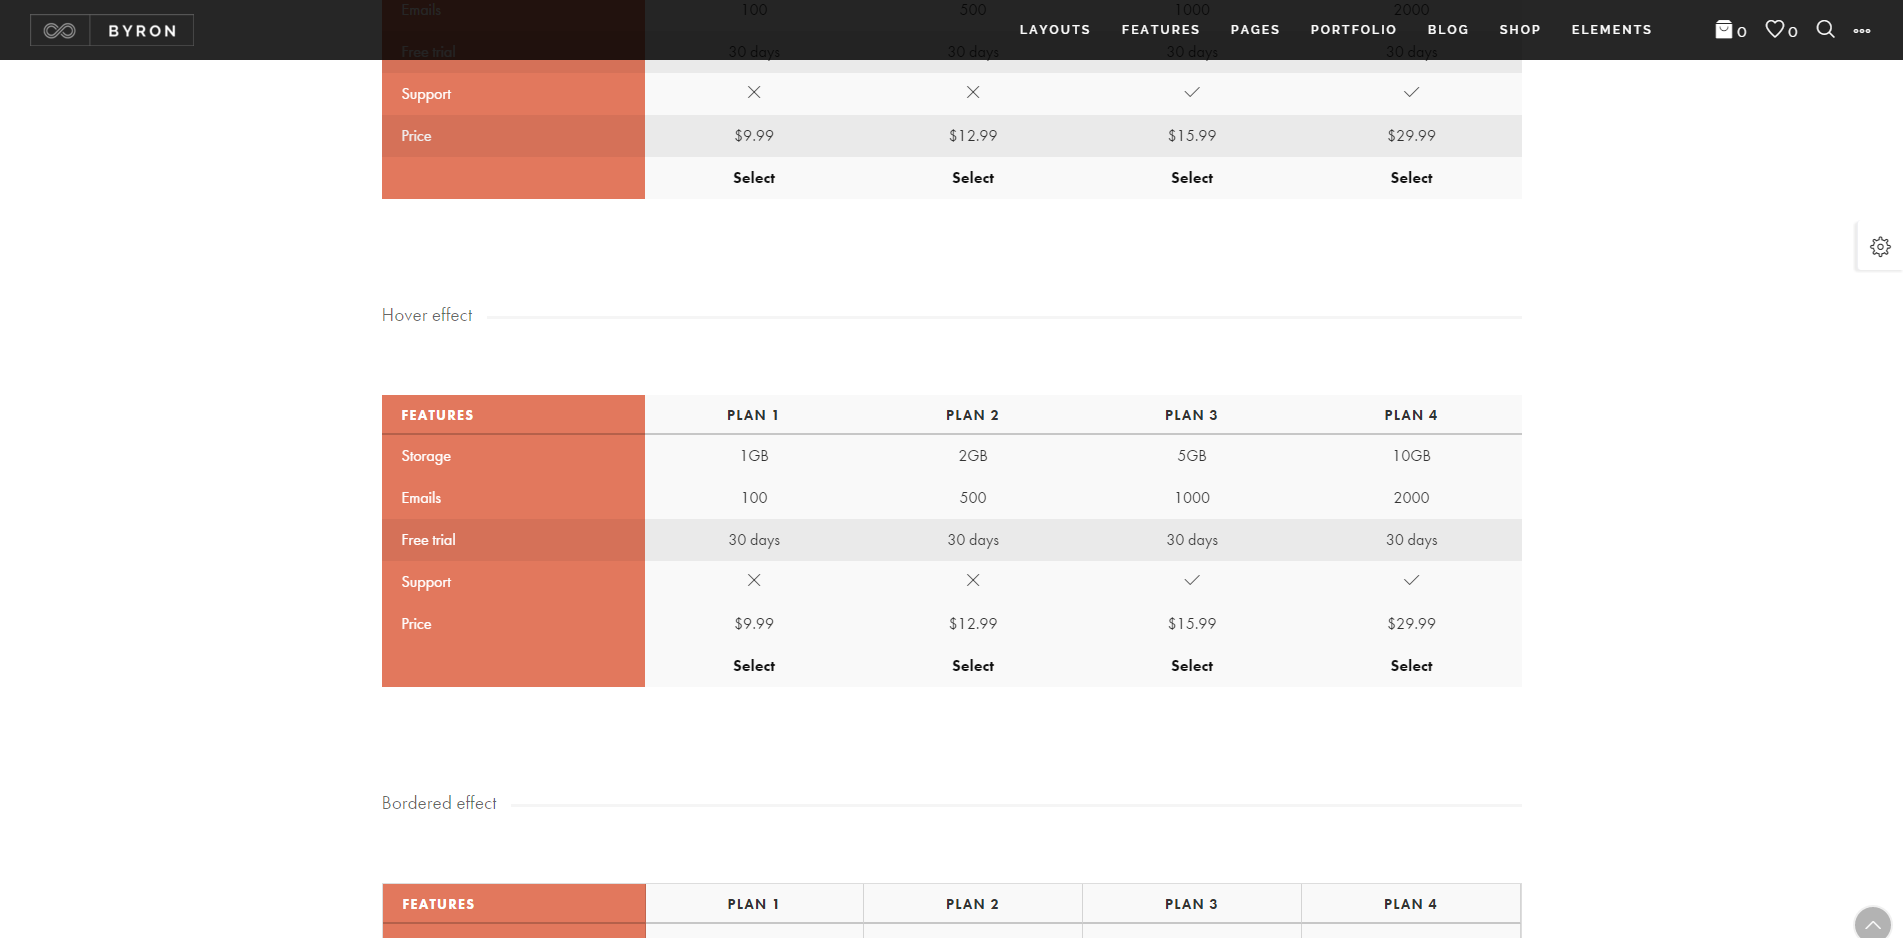 BYRON
LAYOUTS FEATURES PAGES PORTFOLIO BLOG SHOP ELEMENTS 0 0
Emails 100 500 1000 2000
Free trial 30 days 30 days 30 days 30 days
Support
Price $9.99 $12.99 $15.99 $29.99
Select Select Select Select
Hover effect
FEATURES PLAN 1 PLAN 2 PLAN 3 PLAN 4
Storage 1GB 2GB 5GB 10GB
Emails 100 500 1000 2000
Free trial 30 days 30 days 30 days 30 days
Support
Price $9.99 $12.99 $15.99 $29.99
Select Select Select Select
Bordered effect
FEATURES PLAN 1 PLAN 2 PLAN 3 PLAN 4